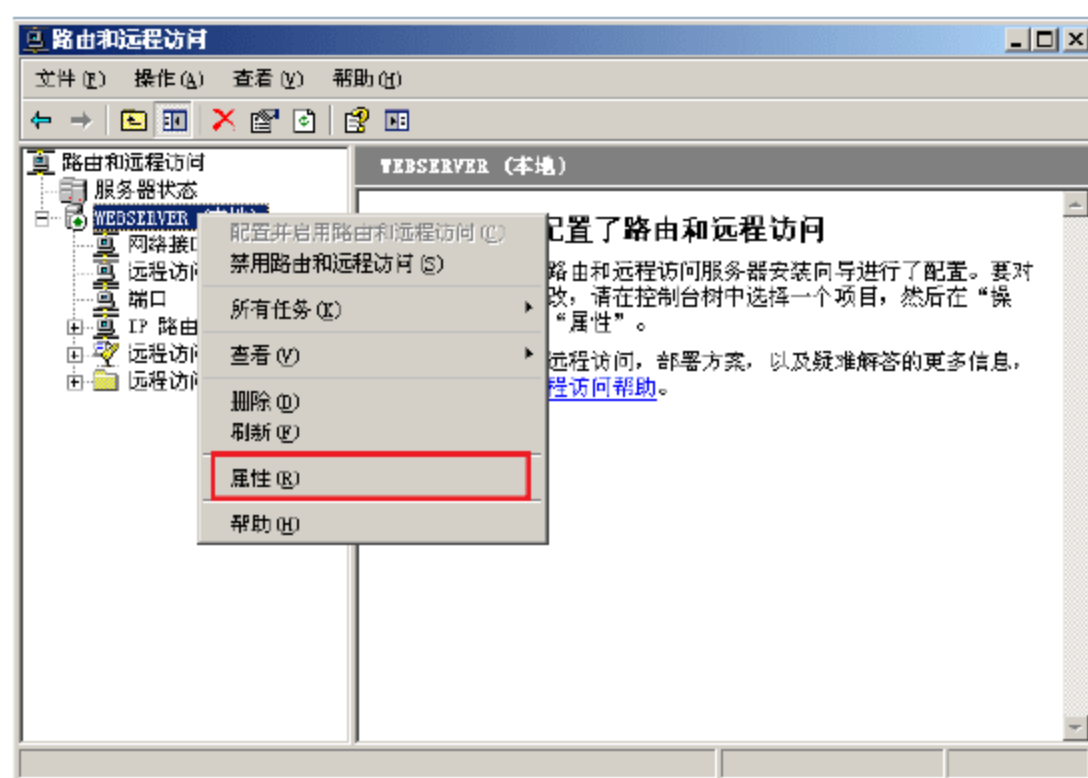 路由和远程访问
文件(F) 操作(A) 查看(V) 帮助(H)
路由和远程访问
服务器状态
WEBSERVER
网络接口
远程访问
端口
IP 路由
远程访问
远程访问
WEBSERVER (本地)
配置了路由和远程访问
路由和远程访问服务器安装向导进行了配置。要对
改，请在控制台树中选择一个项目，然后在“操
“属性”。
远程访问，部署方案，以及疑难解答的更多信息，
程访问帮助。
配置并启用路由和远程访问(C)
禁用路由和远程访问(S)
所有任务(K)
查看(V)
删除(D)
刷新(F)
属性(R)
帮助(H)